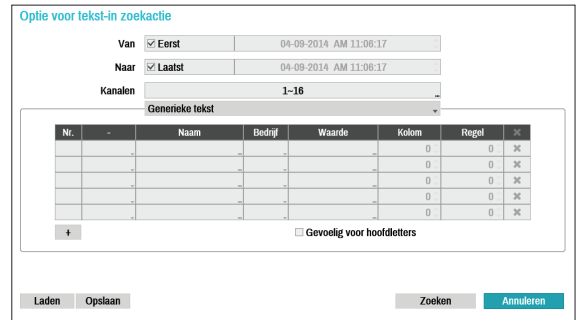 Optie voor tekst-in zoekactie
Van Eerst 04-09-2014 AM 11:06:17
Naar Laatst 04-09-2014 AM 11:06:17
Kanalen 1~16 ...
Generieke tekst
Nr. - Naam Bedrijf Waarde Kolom Regel ×
... ... 0 0 ×
... ... 0 0 ×
... ... 0 0 ×
... ... 0 0 ×
... ... 0 0 ×
+ Gevoelig voor hoofdletters
Laden Opslaan Zoeken Annuleren